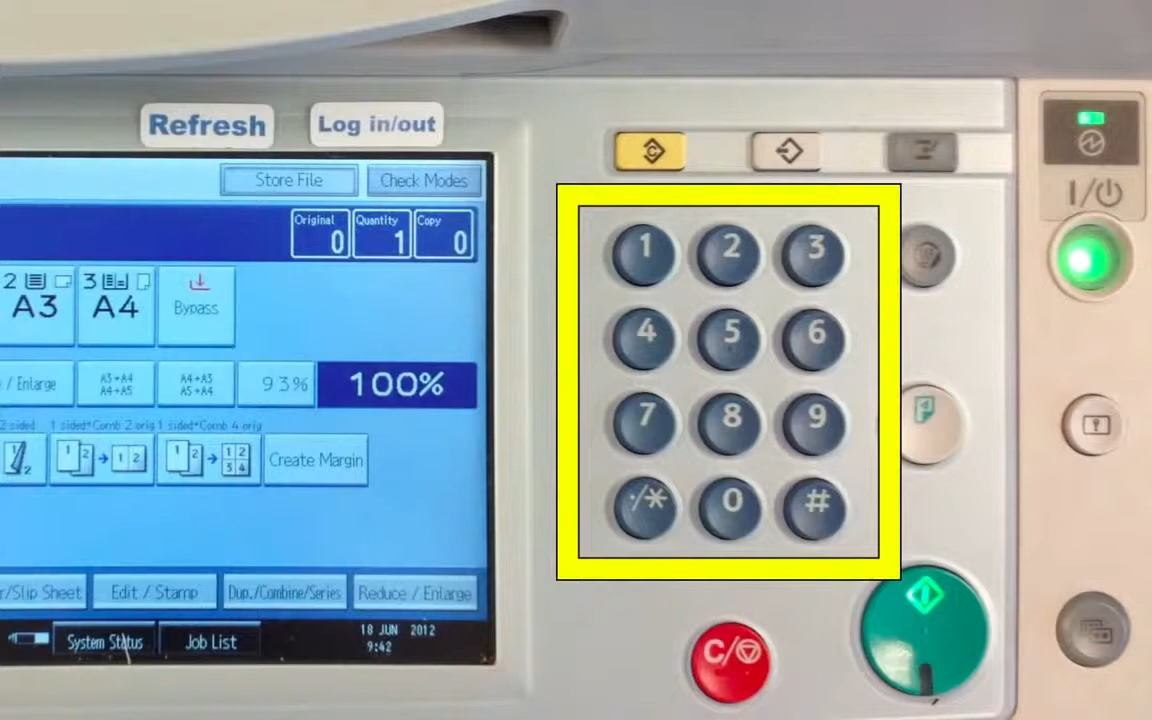 Refresh
Log in/out
Store File
Check Modes
Original
0
Quantity
1
Copy
0
2
A3
3
A4
Bypass
/ Enlarge
A3→A4
A4→A5
A4→A3
A5→A4
93%
100%
2 sided
1 sided→Comb 2 orig
1 sided→Comb 4 orig
Create Margin
r/Slip Sheet
Edit / Stamp
Dup./Combine/Series
Reduce / Enlarge
System Status
Job List
18 JUN 2012
9:42
1 2 3
4 5 6
7 8 9
./* 0 #
C/